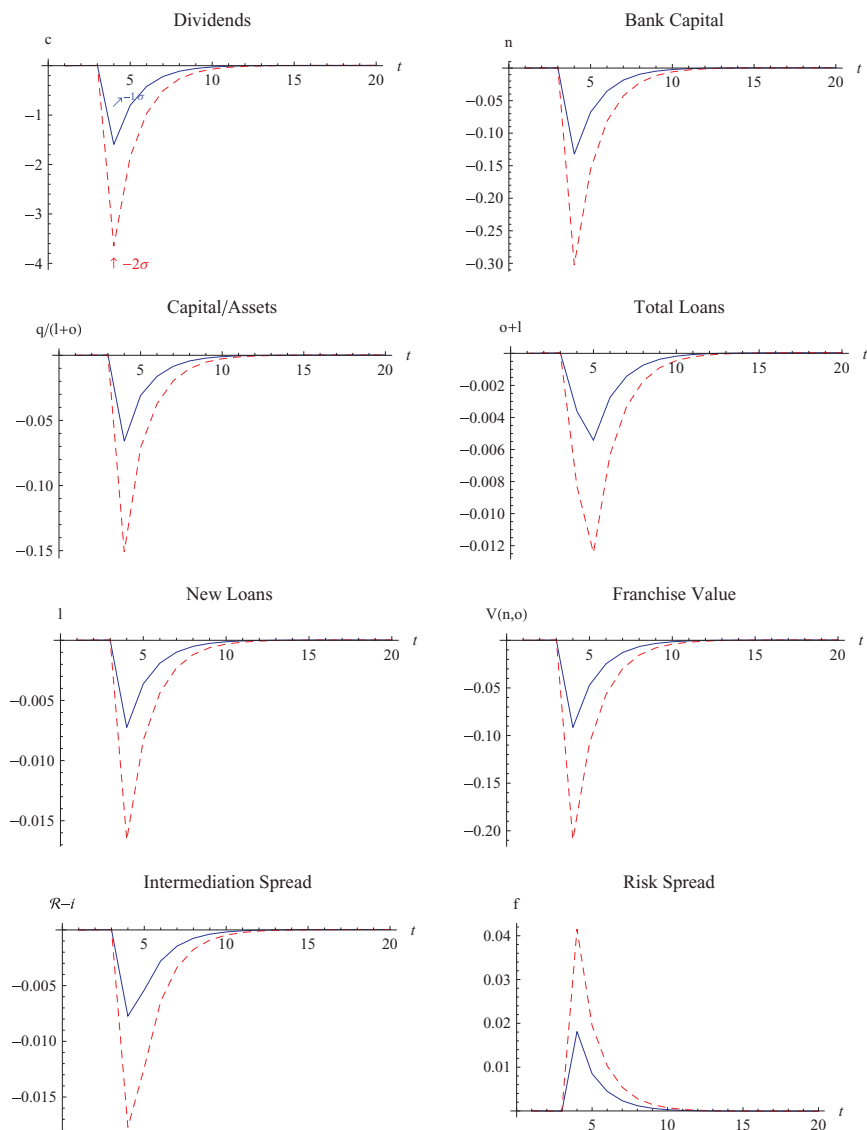 Dividends
c
5 10 15 20 t
−1
−2
−3
−4
↗ −1σ
↑ −2σ
Bank Capital
n
5 10 15 20 t
−0.05
−0.10
−0.15
−0.20
−0.25
−0.30
Capital/Assets
q/(l+o)
5 10 15 20 t
−0.05
−0.10
−0.15
Total Loans
o+l
5 10 15 20 t
−0.002
−0.004
−0.006
−0.008
−0.010
−0.012
New Loans
l
5 10 15 20 t
−0.005
−0.010
−0.015
Franchise Value
V(n,o)
5 10 15 20 t
−0.05
−0.10
−0.15
−0.20
Intermediation Spread
ℛ−i
5 10 15 20 t
−0.005
−0.010
−0.015
Risk Spread
f
0.04
0.03
0.02
0.01
5 10 15 20 t